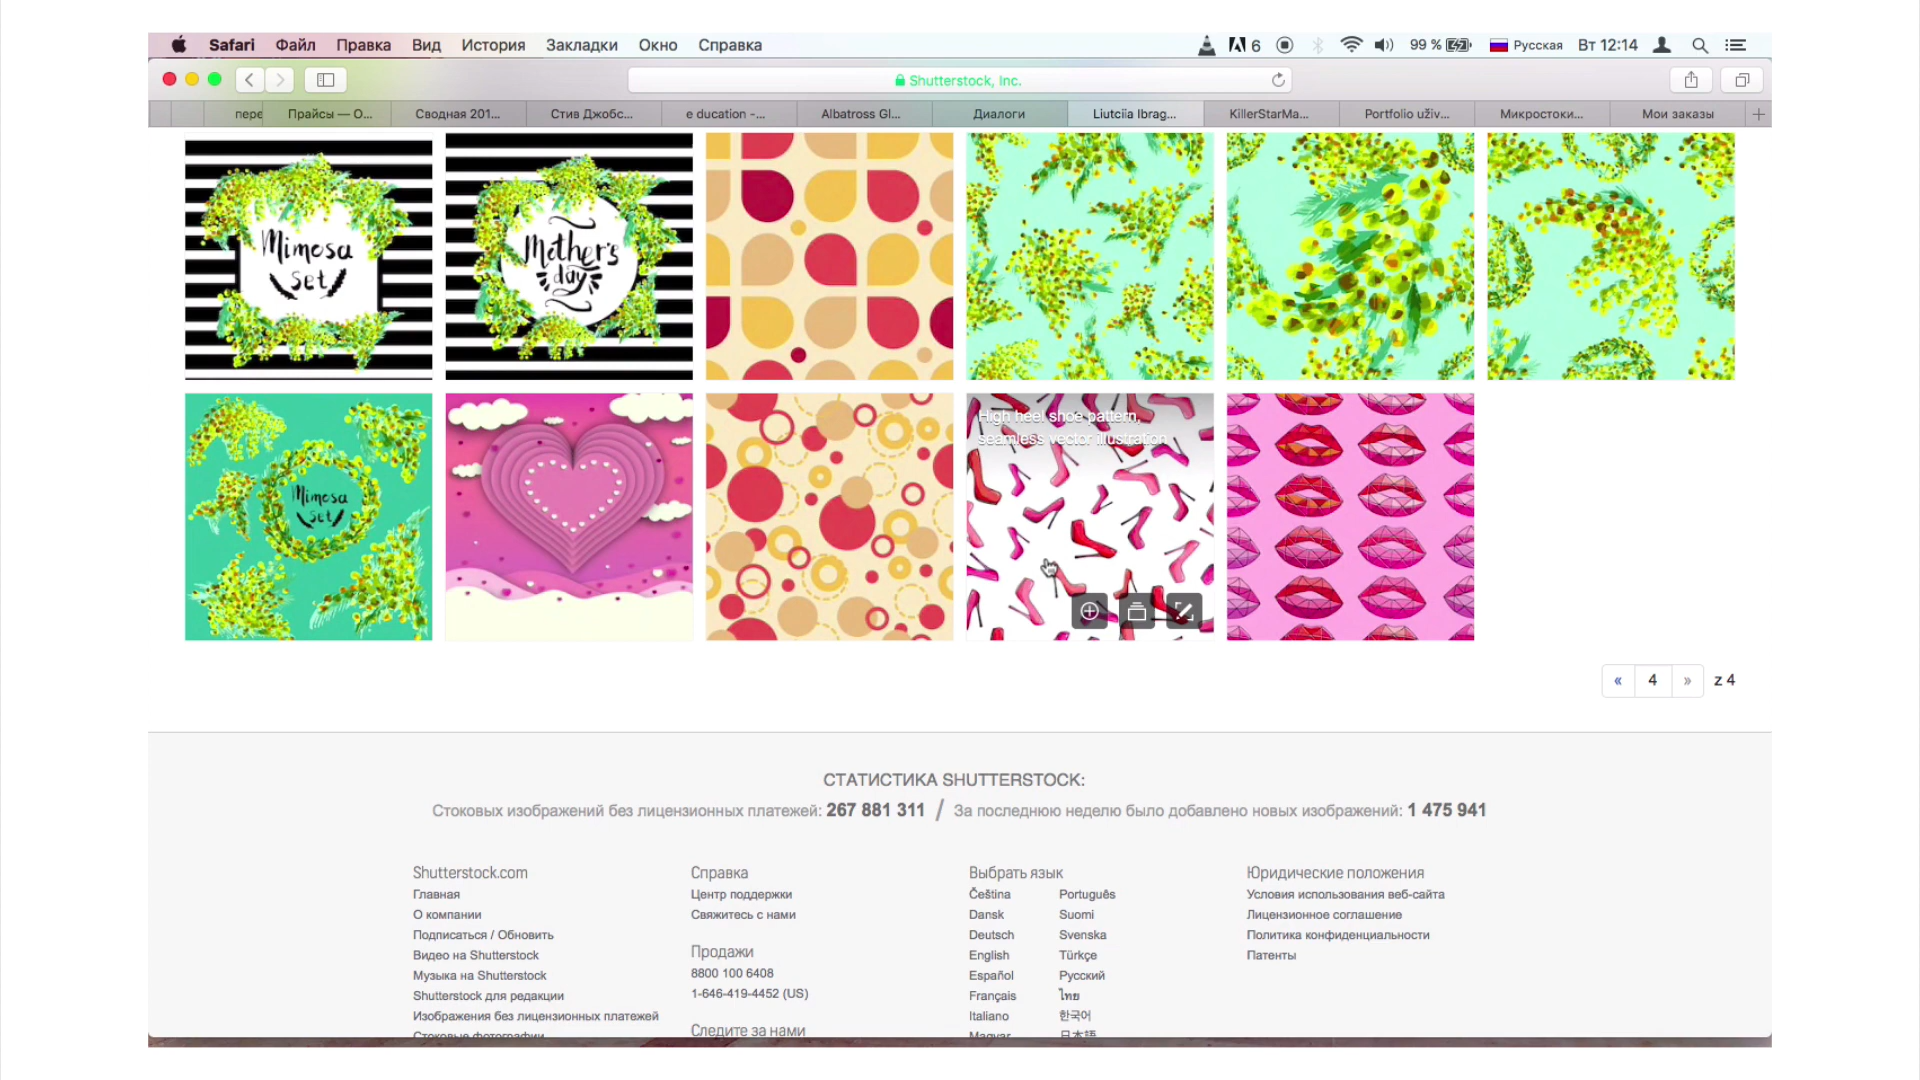 Safari Файл Правка Вид История Закладки Окно Справка
6 99 % Русская Вт 12:14
Shutterstock, Inc.
пере Прайсы — О... Сводная 201... Стив Джобс... e ducation -... Albatross Gl... Диалоги Liutciia Ibrag... KillerStarMa... Portfolio uživ... Микростоки... Мои заказы
Mimosa
Set
Mother's
day
Mimosa
Set
High heel shoe pattern,
seamless vector illustration
« 4 » z 4
СТАТИСТИКА SHUTTERSTOCK:
Стоковых изображений без лицензионных платежей: 267 881 311 / За последнюю неделю было добавлено новых изображений: 1 475 941
Shutterstock.com
Главная
О компании
Подписаться / Обновить
Видео на Shutterstock
Музыка на Shutterstock
Shutterstock для редакции
Изображения без лицензионных платежей
Стоковые фотографии
Справка
Центр поддержки
Свяжитесь с нами
Продажи
8800 100 6408
1-646-419-4452 (US)
Следите за нами
Выбрать язык
Čeština Português
Dansk Suomi
Deutsch Svenska
English Türkçe
Español Русский
Français ไทย
Italiano 한국어
Magyar 日本語
Юридические положения
Условия использования веб-сайта
Лицензионное соглашение
Политика конфиденциальности
Патенты